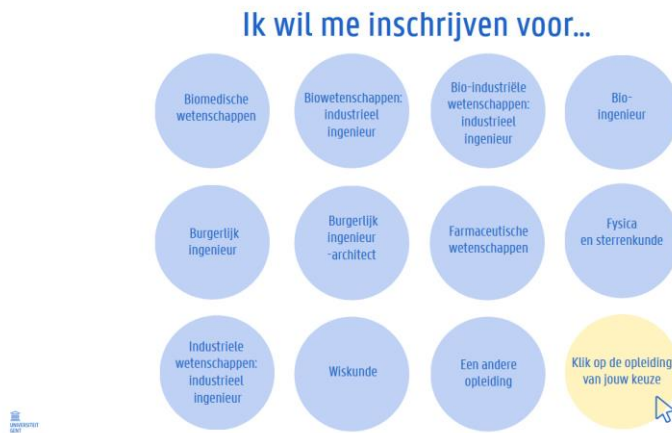 Ik wil me inschrijven voor...
Biomedische
wetenschappen
Biowetenschappen:
industrieel
ingenieur
Bio-industriële
wetenschappen:
industrieel
ingenieur
Bio-
ingenieur
Burgerlijk
ingenieur
Burgerlijk
ingenieur
-architect
Farmaceutische
wetenschappen
Fysica
en sterrenkunde
Industriele
wetenschappen:
industrieel
ingenieur
Wiskunde
Een andere
opleiding
Klik op de opleiding
van jouw keuze
UNIVERSITEIT
GENT